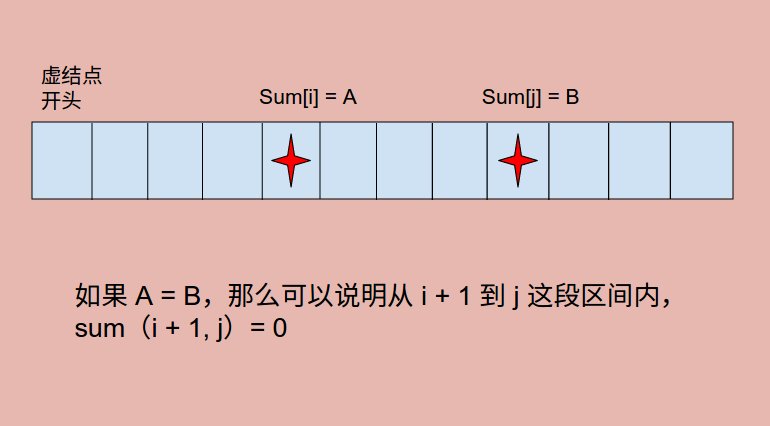 虚结点
开头
Sum[i] = A
Sum[j] = B
如果 A = B，那么可以说明从 i + 1 到 j 这段区间内，
sum（i + 1, j）= 0